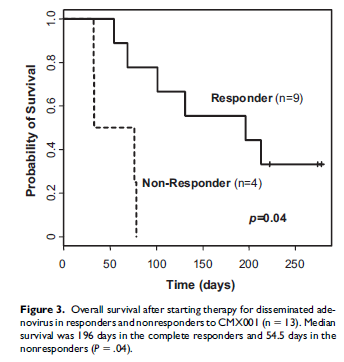 1.0
0.8
0.6
0.4
0.2
0
Probability of Survival
Responder (n=9)
Non-Responder (n=4)
p=0.04
0 50 100 150 200 250
Time (days)
Figure 3. Overall survival after starting therapy for disseminated ade-
novirus in responders and nonresponders to CMX001 (n = 13). Median
survival was 196 days in the complete responders and 54.5 days in the
nonresponders (P = .04).